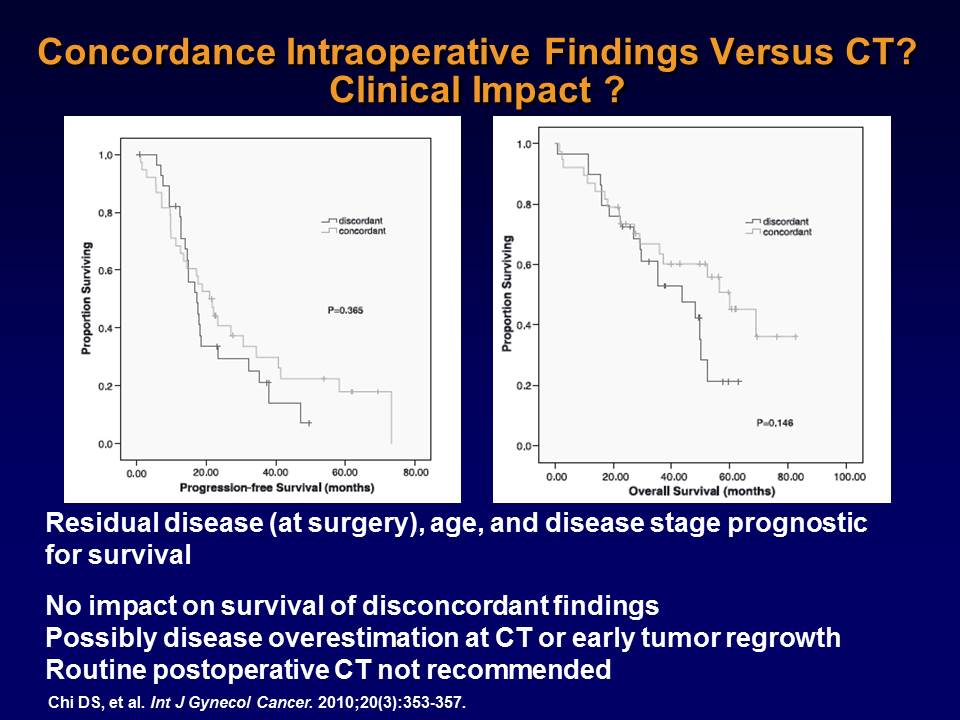 Concordance Intraoperative Findings Versus CT?
Clinical Impact ?
1.0
0.8
0.6
0.4
0.2
0.0
Proportion Surviving
discordant
concordant
P=0.365
0.00 20.00 40.00 60.00 80.00
Progression-free Survival (months)
1.0
0.8
0.6
0.4
0.2
0.0
Proportion Surviving
discordant
concordant
P=0.146
0.00 20.00 40.00 60.00 80.00 100.00
Overall Survival (months)
Residual disease (at surgery), age, and disease stage prognostic
for survival
No impact on survival of disconcordant findings
Possibly disease overestimation at CT or early tumor regrowth
Routine postoperative CT not recommended
Chi DS, et al. Int J Gynecol Cancer. 2010;20(3):353-357.